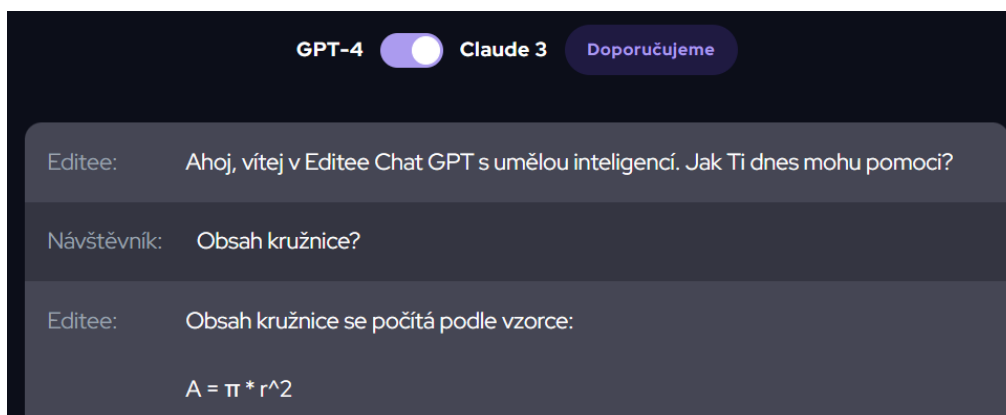 GPT-4 Claude 3 Doporučujeme
Editee: Ahoj, vítej v Editee Chat GPT s umělou inteligencí. Jak Ti dnes mohu pomoci?
Návštěvník: Obsah kružnice?
Editee: Obsah kružnice se počítá podle vzorce:
A = π * r^2